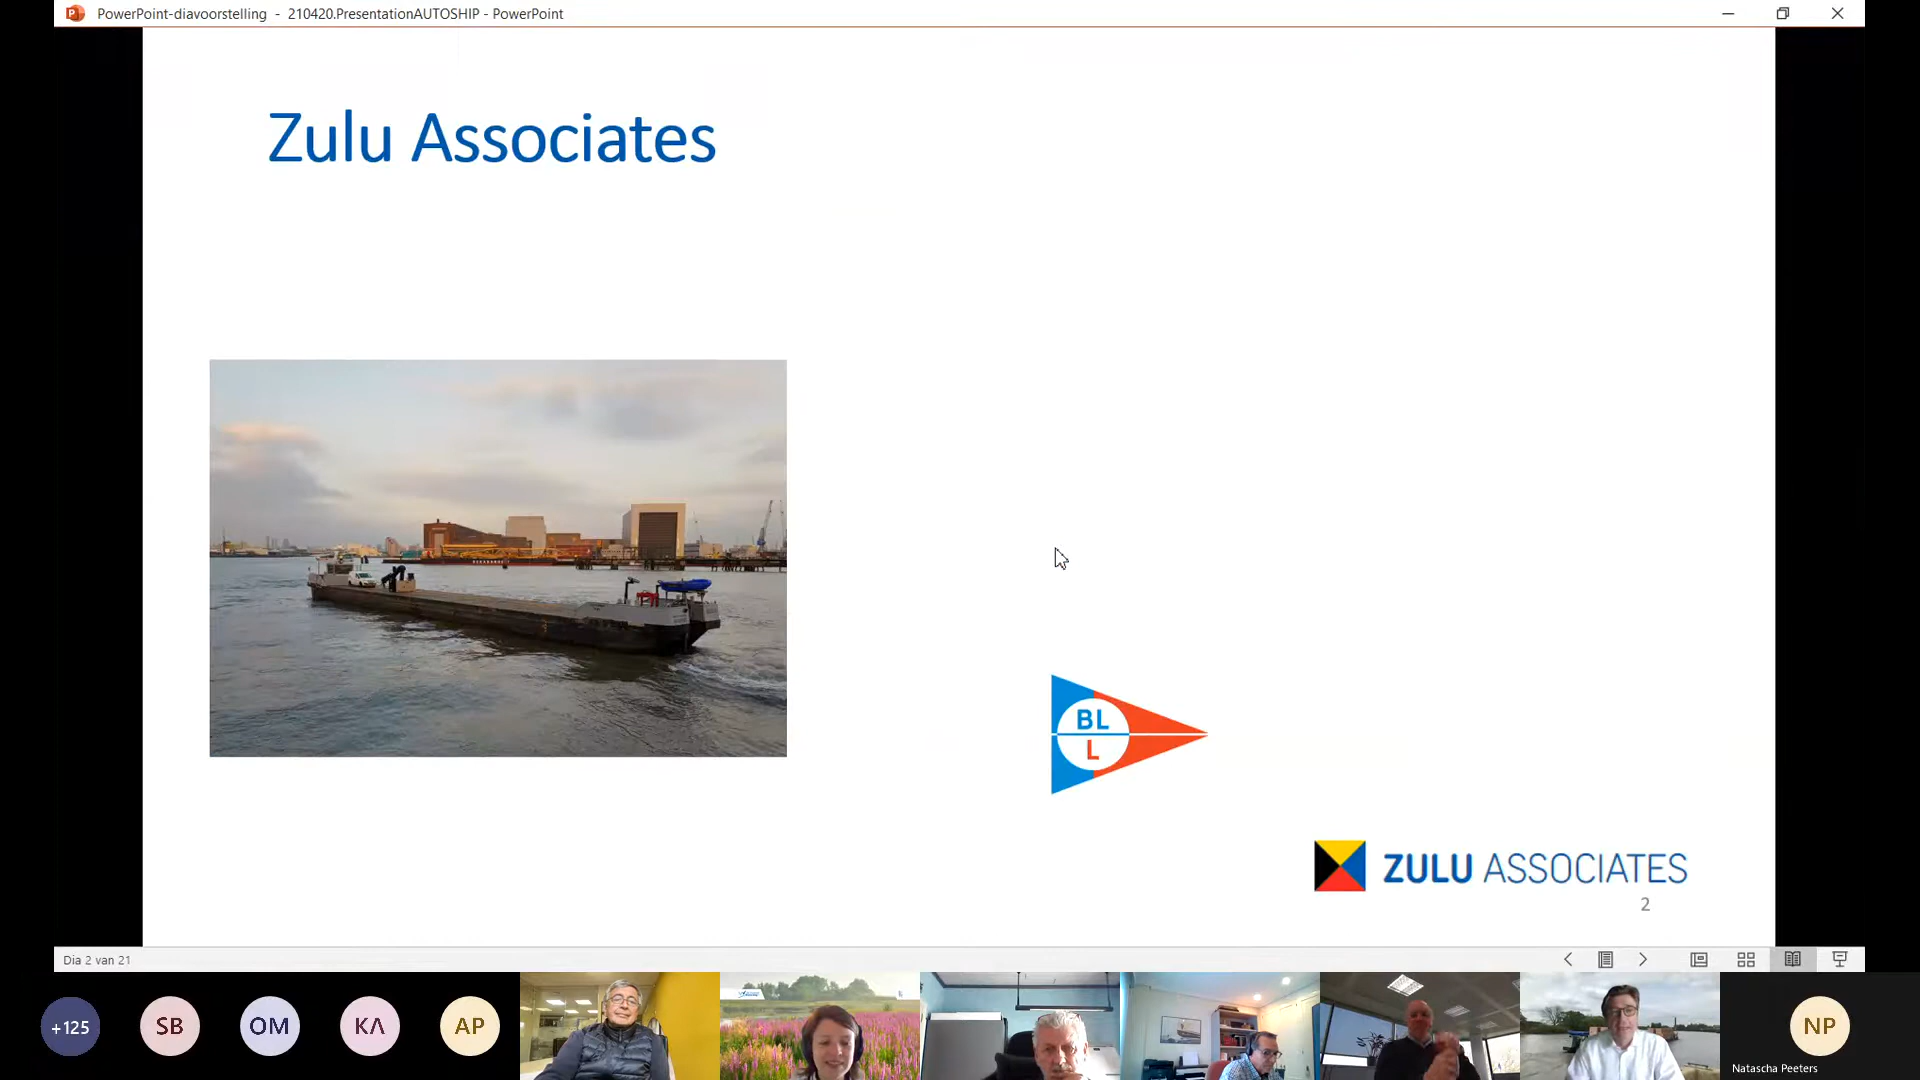 PowerPoint-diavoorstelling - 210420.PresentationAUTOSHIP - PowerPoint
Zulu Associates
BL
L
ZULU ASSOCIATES
2
Dia 2 van 21
+125
SB
OM
KΛ
AP
NP
Natascha Peeters